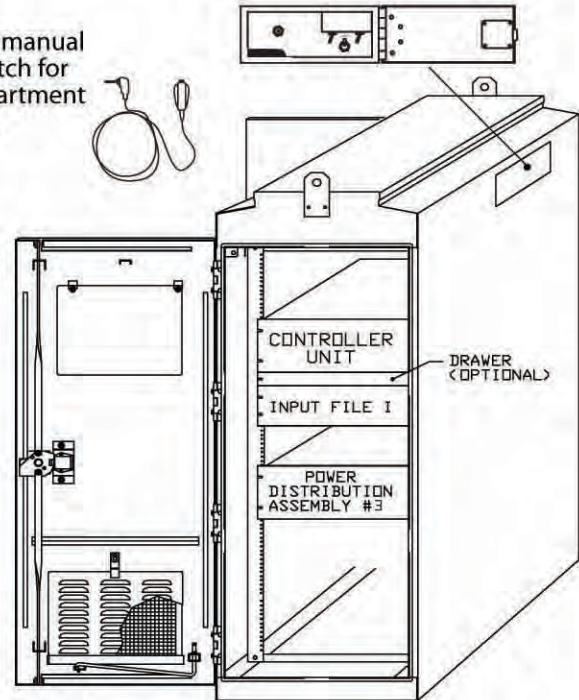 manual
tch for
artment
CONTROLLER
UNIT
DRAWER
(OPTIONAL)
INPUT FILE I
POWER
DISTRIBUTION
ASSEMBLY #3